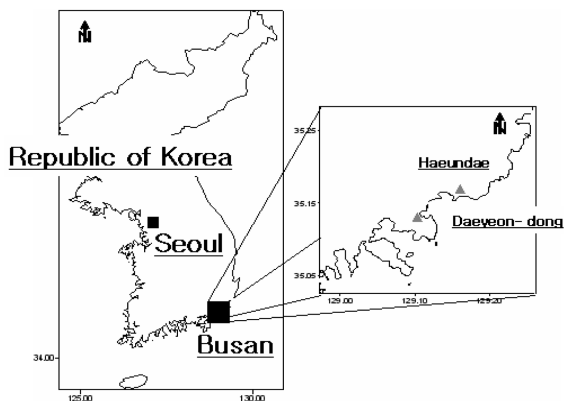 N
Republic of Korea
Seoul
Busan
34.00
125.00
130.00
N
35.25
35.15
35.05
Haeundae
Daeyeon-dong
129.00
129.10
129.20